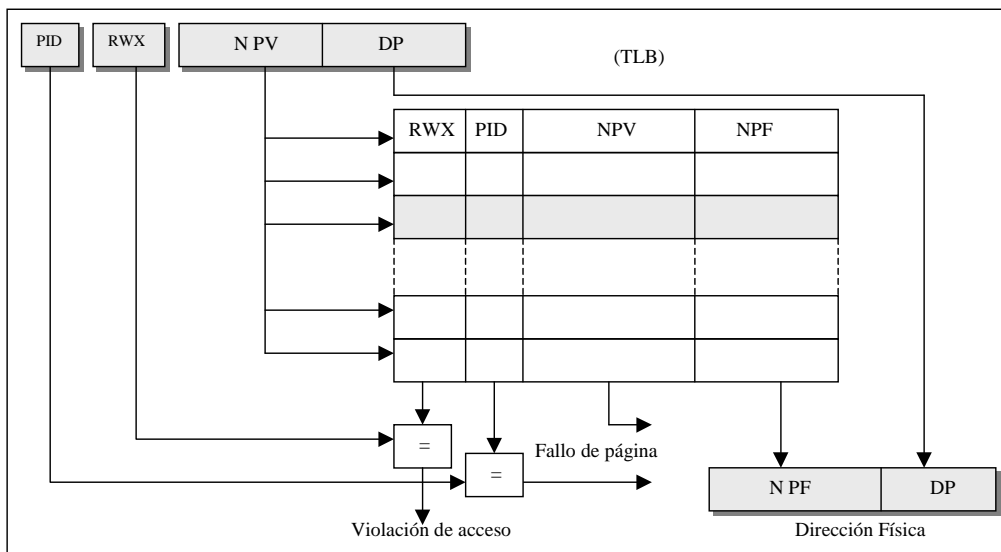 PID RWX N PV DP
(TLB)
RWX PID NPV NPF
=
Fallo de página
=
N PF DP
Violación de acceso
Dirección Física